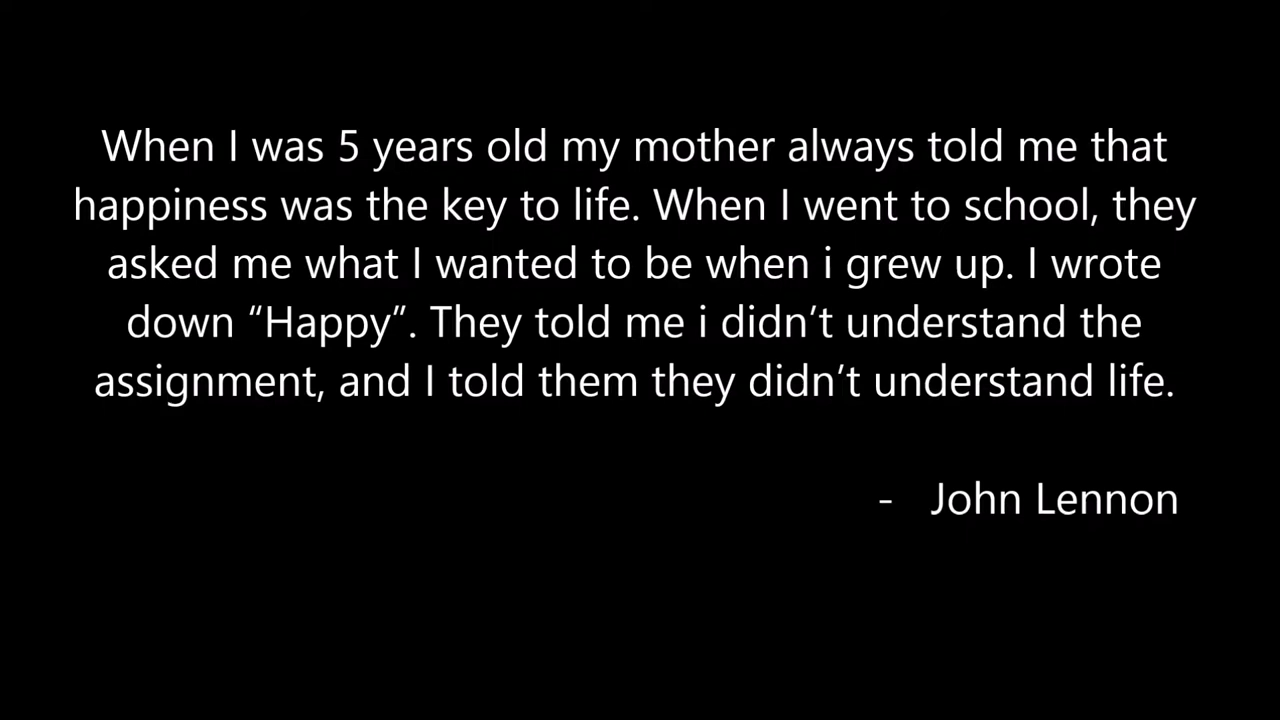 When I was 5 years old my mother always told me that
happiness was the key to life. When I went to school, they
asked me what I wanted to be when i grew up. I wrote
down “Happy”. They told me i didn’t understand the
assignment, and I told them they didn’t understand life.
- John Lennon